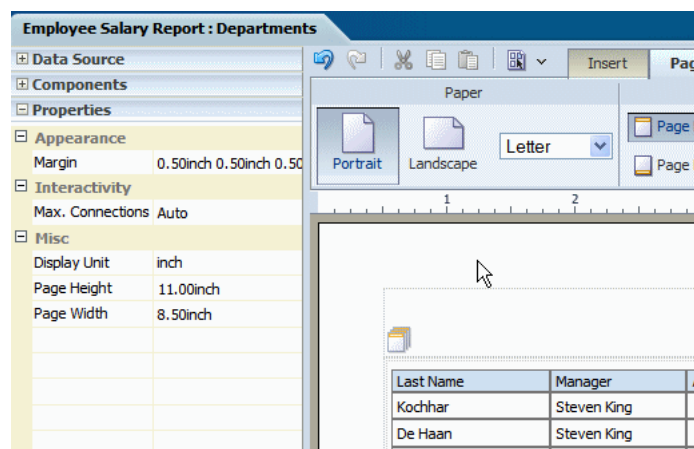 Employee Salary Report : Departments
Data Source
Components
Properties
Appearance
Margin 0.50inch 0.50inch 0.50
Interactivity
Max. Connections Auto
Misc
Display Unit inch
Page Height 11.00inch
Page Width 8.50inch
Insert Pag
Paper
Portrait Landscape Letter
Page
Page
1 2
Last Name Manager
Kochhar Steven King
De Haan Steven King